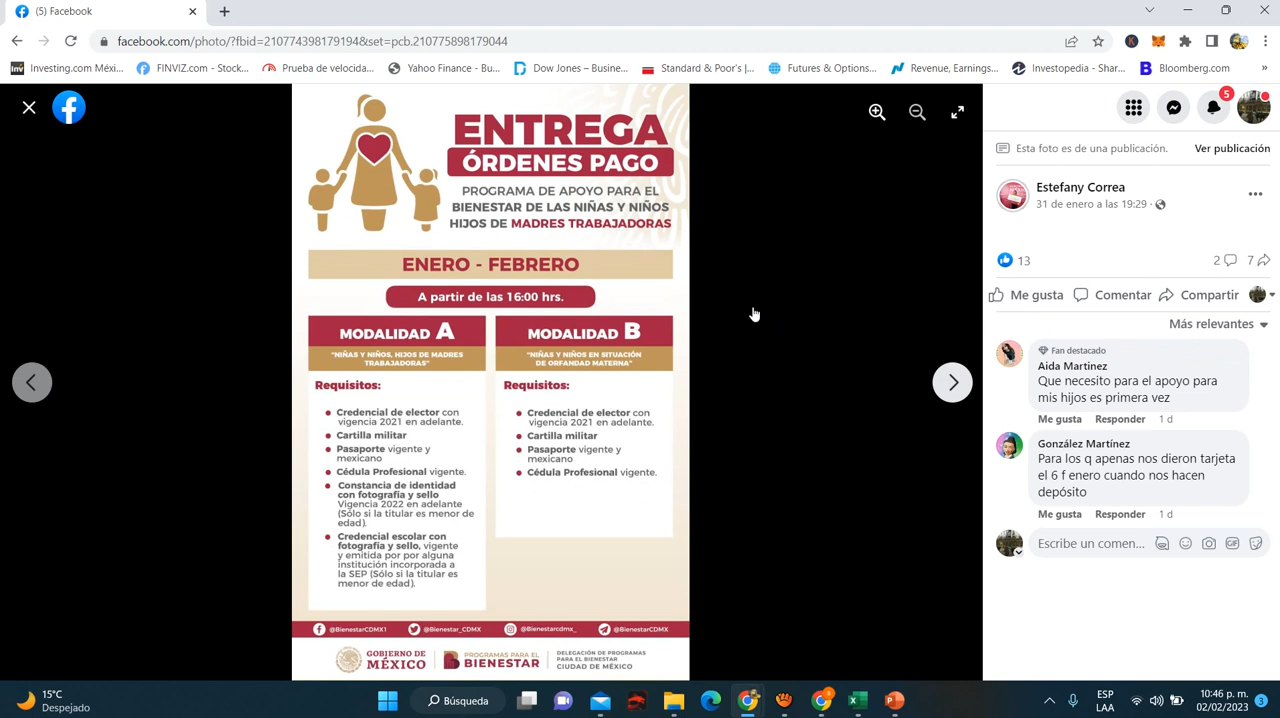 (5) Facebook
facebook.com/photo/?fbid=210774398179194&set=pcb.210775898179044
Investing.com Méxi...
FINVIZ.com - Stock...
Prueba de velocida...
Yahoo Finance - Bu...
Dow Jones – Busine...
Standard & Poor's |...
Futures & Options...
Revenue, Earnings...
Investopedia - Shar...
Bloomberg.com
»
ENTREGA
ÓRDENES PAGO
PROGRAMA DE APOYO PARA EL
BIENESTAR DE LAS NIÑAS Y NIÑOS
HIJOS DE MADRES TRABAJADORAS
ENERO - FEBRERO
A partir de las 16:00 hrs.
MODALIDAD A
"NIÑAS Y NIÑOS, HIJOS DE MADRES
TRABAJADORAS"
Requisitos:
Credencial de elector con
vigencia 2021 en adelante.
Cartilla militar
Pasaporte vigente y
mexicano
Cédula Profesional vigente.
Constancia de identidad
con fotografía y sello
Vigencia 2022 en adelante
(Sólo si la titular es menor de
edad).
Credencial escolar con
fotografía y sello, vigente
y emitida por por alguna
institución incorporada a
la SEP (Sólo si la titular es
menor de edad).
MODALIDAD B
"NIÑAS Y NIÑOS EN SITUACIÓN
DE ORFANDAD MATERNA"
Requisitos:
Credencial de elector con
vigencia 2021 en adelante.
Cartilla militar
Pasaporte vigente y
mexicano
Cédula Profesional vigente.
@BienestarCDMX1
@Bienestar_CDMX
@Bienestarcdmx_
@BienestarCDMX
GOBIERNO DE
MÉXICO
PROGRAMAS PARA EL
BIENESTAR
DELEGACIÓN DE PROGRAMAS
PARA EL BIENESTAR
CIUDAD DE MÉXICO
5
Esta foto es de una publicación.
Ver publicación
Estefany Correa
31 de enero a las 19:29 ·
13
2
7
Me gusta
Comentar
Compartir
Más relevantes
Fan destacado
Aida Martinez
Que necesito para el apoyo para
mis hijos es primera vez
Me gusta Responder 1 d
González Martínez
Para los q apenas nos dieron tarjeta
el 6 f enero cuando nos hacen
depósito
Me gusta Responder 1 d
Escribe un comen...
15°C
Despejado
Búsqueda
ESP
LAA
10:46 p. m.
02/02/2023
3